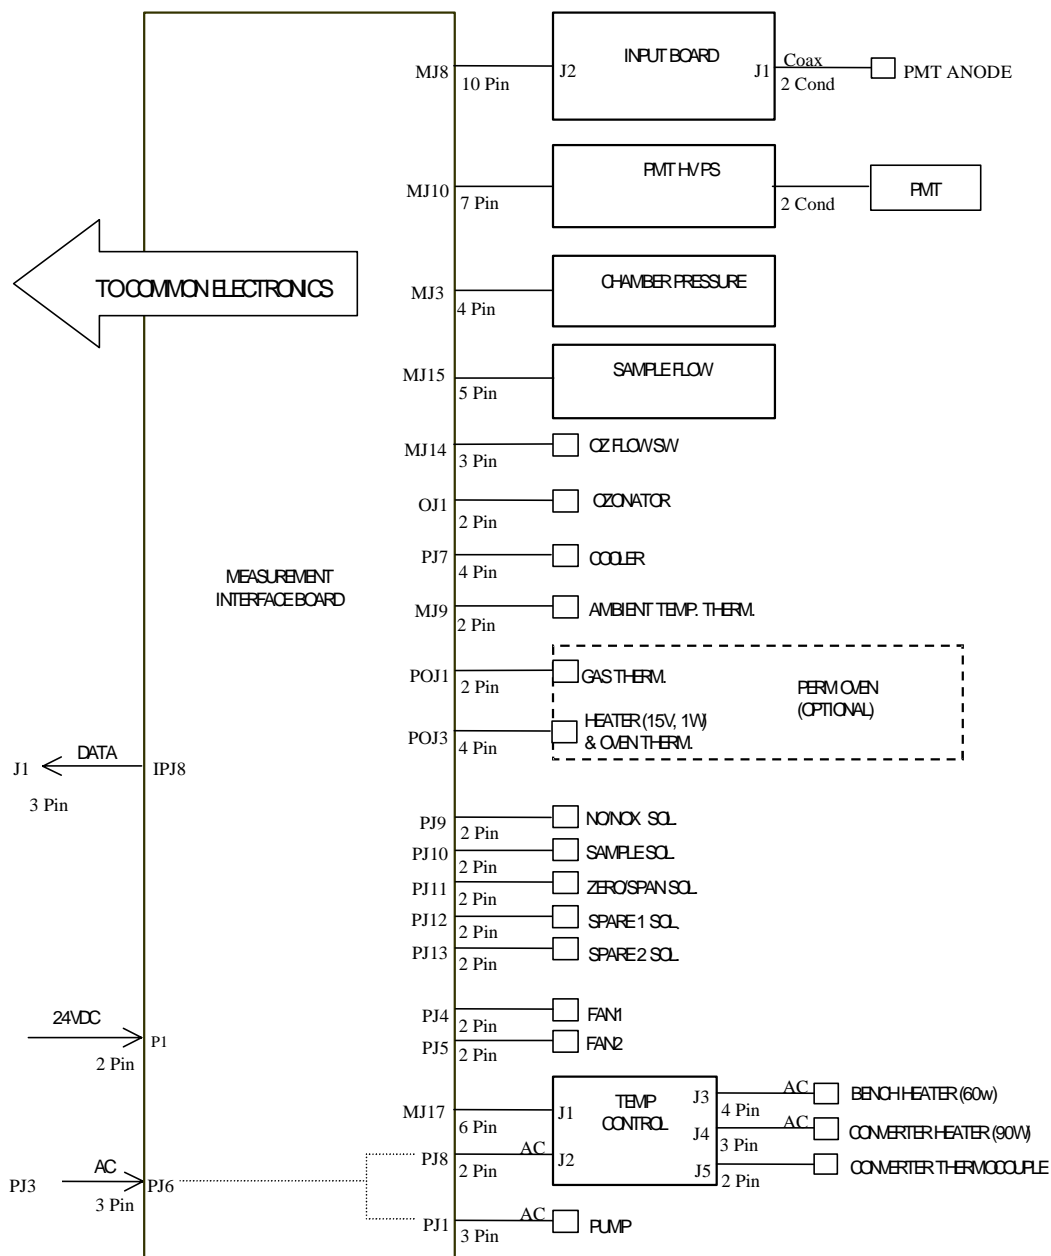 INPUT BOARD
MJ8
J2
J1
Coax
PMT ANODE
10 Pin
2 Cond
PMT HVPS
MJ10
PMT
7 Pin
2 Cond
TO COMMON ELECTRONICS
CHAMBER PRESSURE
MJ3
4 Pin
SAMPLE FLOW
MJ15
5 Pin
MJ14
OZ FLOW SW
3 Pin
OJ1
OZONATOR
2 Pin
PJ7
COOLER
4 Pin
MEASUREMENT
INTERFACE BOARD
MJ9
AMBIENT TEMP. THERM.
2 Pin
POJ1
GAS THERM.
2 Pin
PERM OVEN
(OPTIONAL)
POJ3
HEATER (15V, 1W)
& OVEN THERM.
4 Pin
DATA
J1
IPJ8
3 Pin
PJ9
NO/NOX SOL.
2 Pin
PJ10
SAMPLE SOL.
2 Pin
PJ11
ZERO/SPAN SOL.
2 Pin
PJ12
SPARE 1 SOL.
2 Pin
PJ13
SPARE 2 SOL.
2 Pin
24VDC
P1
2 Pin
PJ4
FAN1
2 Pin
PJ5
FAN2
2 Pin
TEMP
CONTROL
MJ17
J1
6 Pin
J3
AC
BENCH HEATER (60w)
4 Pin
J4
AC
CONVERTER HEATER (90W)
3 Pin
PJ8
AC
J2
2 Pin
J5
CONVERTER THERMOCOUPLE
2 Pin
PJ3
AC
PJ6
3 Pin
PJ1
AC
PUMP
3 Pin